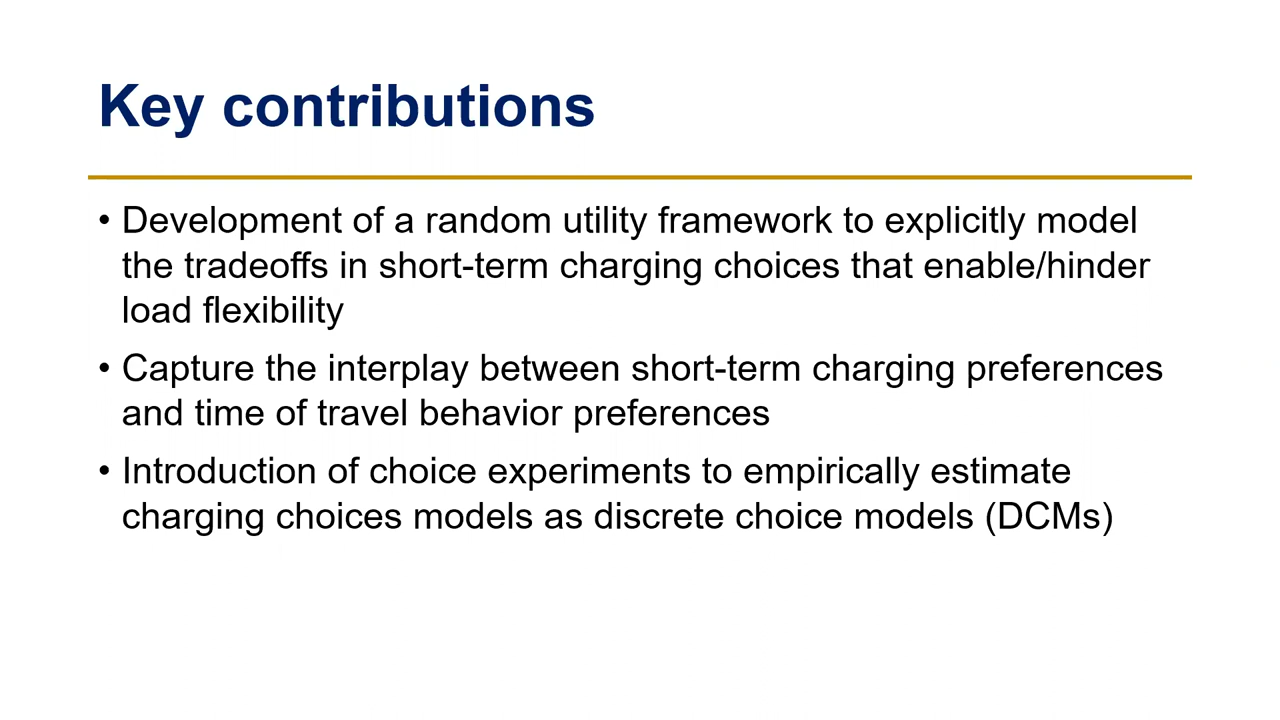 Key contributions
• Development of a random utility framework to explicitly model
the tradeoffs in short-term charging choices that enable/hinder
load flexibility
• Capture the interplay between short-term charging preferences
and time of travel behavior preferences
• Introduction of choice experiments to empirically estimate
charging choices models as discrete choice models (DCMs)